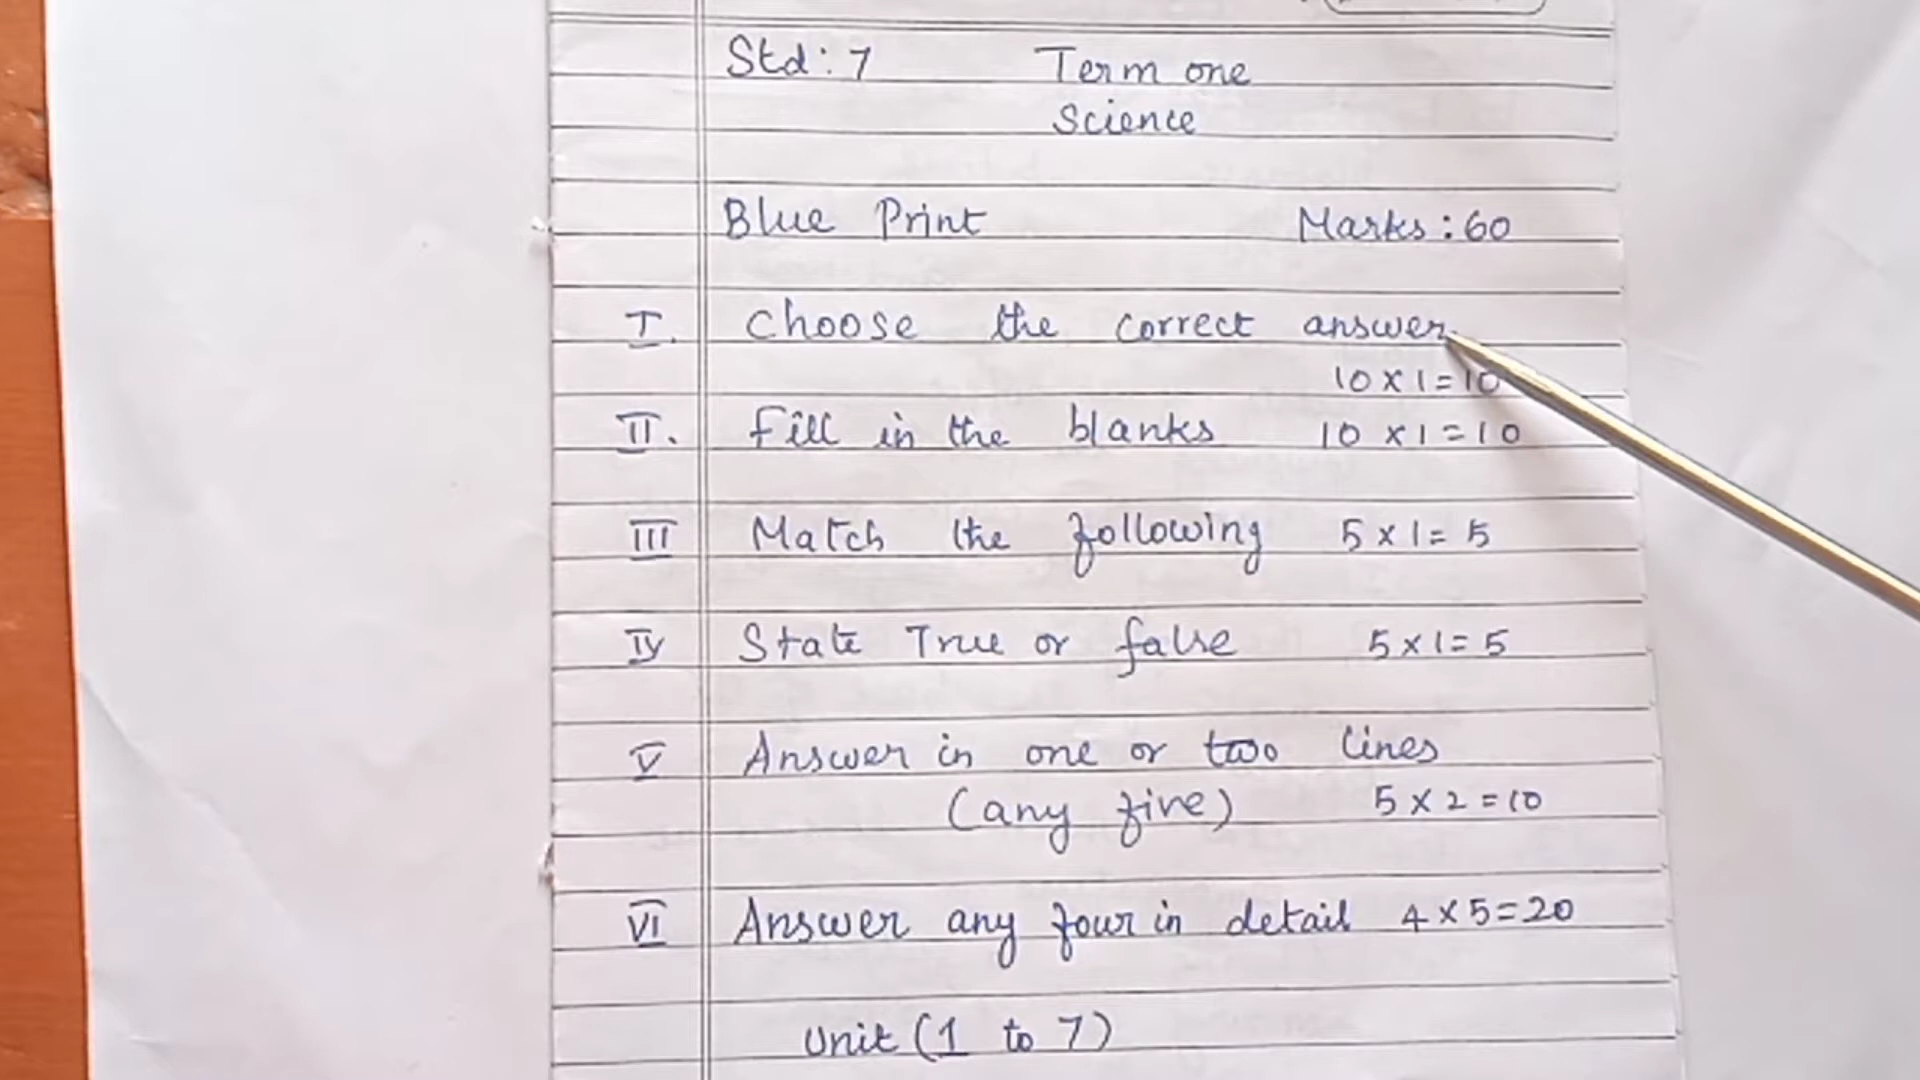 Std: 7 Term one
Science
Blue Print Marks: 60
I. Choose the correct answer
10 x 1 = 10
II. Fill in the blanks 10 x 1 = 10
III Match the following 5 x 1 = 5
IV State True or false 5 x 1 = 5
V Answer in one or two lines
(any five) 5 x 2 = 10
VI Answer any four in detail 4 x 5 = 20
Unit (1 to 7)